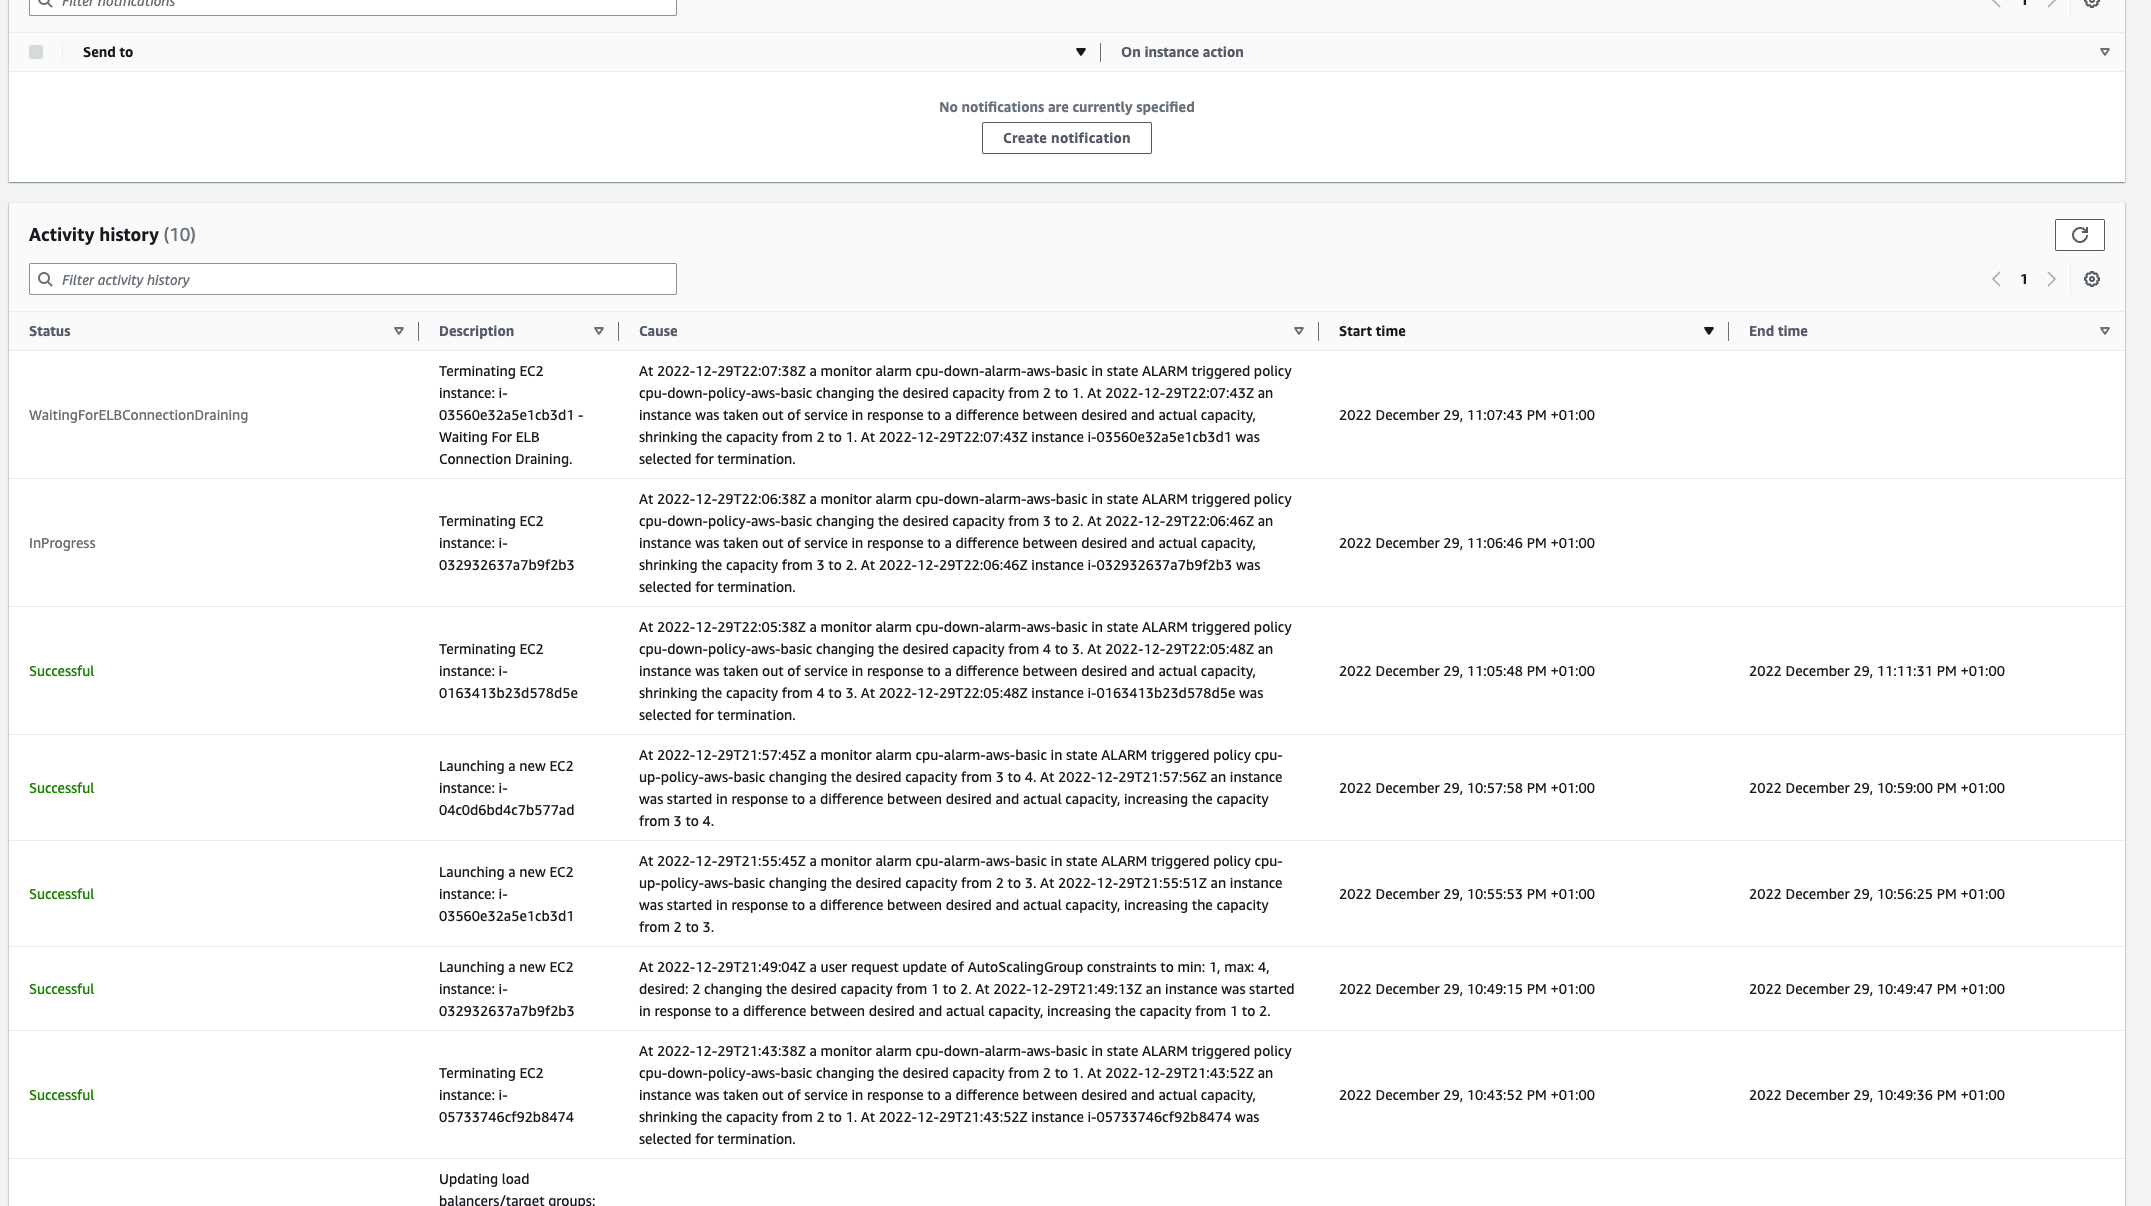 Filter notifications
1
Send to
On instance action
No notifications are currently specified
Create notification
Activity history (10)
Filter activity history
1
Status
Description
Cause
Start time
End time
WaitingForELBConnectionDraining
Terminating EC2
instance: i-
03560e32a5e1cb3d1 -
Waiting For ELB
Connection Draining.
At 2022-12-29T22:07:38Z a monitor alarm cpu-down-alarm-aws-basic in state ALARM triggered policy
cpu-down-policy-aws-basic changing the desired capacity from 2 to 1. At 2022-12-29T22:07:43Z an
instance was taken out of service in response to a difference between desired and actual capacity,
shrinking the capacity from 2 to 1. At 2022-12-29T22:07:43Z instance i-03560e32a5e1cb3d1 was
selected for termination.
2022 December 29, 11:07:43 PM +01:00
InProgress
Terminating EC2
instance: i-
032932637a7b9f2b3
At 2022-12-29T22:06:38Z a monitor alarm cpu-down-alarm-aws-basic in state ALARM triggered policy
cpu-down-policy-aws-basic changing the desired capacity from 3 to 2. At 2022-12-29T22:06:46Z an
instance was taken out of service in response to a difference between desired and actual capacity,
shrinking the capacity from 3 to 2. At 2022-12-29T22:06:46Z instance i-032932637a7b9f2b3 was
selected for termination.
2022 December 29, 11:06:46 PM +01:00
Successful
Terminating EC2
instance: i-
0163413b23d578d5e
At 2022-12-29T22:05:38Z a monitor alarm cpu-down-alarm-aws-basic in state ALARM triggered policy
cpu-down-policy-aws-basic changing the desired capacity from 4 to 3. At 2022-12-29T22:05:48Z an
instance was taken out of service in response to a difference between desired and actual capacity,
shrinking the capacity from 4 to 3. At 2022-12-29T22:05:48Z instance i-0163413b23d578d5e was
selected for termination.
2022 December 29, 11:05:48 PM +01:00
2022 December 29, 11:11:31 PM +01:00
Successful
Launching a new EC2
instance: i-
04c0d6bd4c7b577ad
At 2022-12-29T21:57:45Z a monitor alarm cpu-alarm-aws-basic in state ALARM triggered policy cpu-
up-policy-aws-basic changing the desired capacity from 3 to 4. At 2022-12-29T21:57:56Z an instance
was started in response to a difference between desired and actual capacity, increasing the capacity
from 3 to 4.
2022 December 29, 10:57:58 PM +01:00
2022 December 29, 10:59:00 PM +01:00
Successful
Launching a new EC2
instance: i-
03560e32a5e1cb3d1
At 2022-12-29T21:55:45Z a monitor alarm cpu-alarm-aws-basic in state ALARM triggered policy cpu-
up-policy-aws-basic changing the desired capacity from 2 to 3. At 2022-12-29T21:55:51Z an instance
was started in response to a difference between desired and actual capacity, increasing the capacity
from 2 to 3.
2022 December 29, 10:55:53 PM +01:00
2022 December 29, 10:56:25 PM +01:00
Successful
Launching a new EC2
instance: i-
032932637a7b9f2b3
At 2022-12-29T21:49:04Z a user request update of AutoScalingGroup constraints to min: 1, max: 4,
desired: 2 changing the desired capacity from 1 to 2. At 2022-12-29T21:49:13Z an instance was started
in response to a difference between desired and actual capacity, increasing the capacity from 1 to 2.
2022 December 29, 10:49:15 PM +01:00
2022 December 29, 10:49:47 PM +01:00
Successful
Terminating EC2
instance: i-
05733746cf92b8474
At 2022-12-29T21:43:38Z a monitor alarm cpu-down-alarm-aws-basic in state ALARM triggered policy
cpu-down-policy-aws-basic changing the desired capacity from 2 to 1. At 2022-12-29T21:43:52Z an
instance was taken out of service in response to a difference between desired and actual capacity,
shrinking the capacity from 2 to 1. At 2022-12-29T21:43:52Z instance i-05733746cf92b8474 was
selected for termination.
2022 December 29, 10:43:52 PM +01:00
2022 December 29, 10:49:36 PM +01:00
Updating load
balancers/target groups: